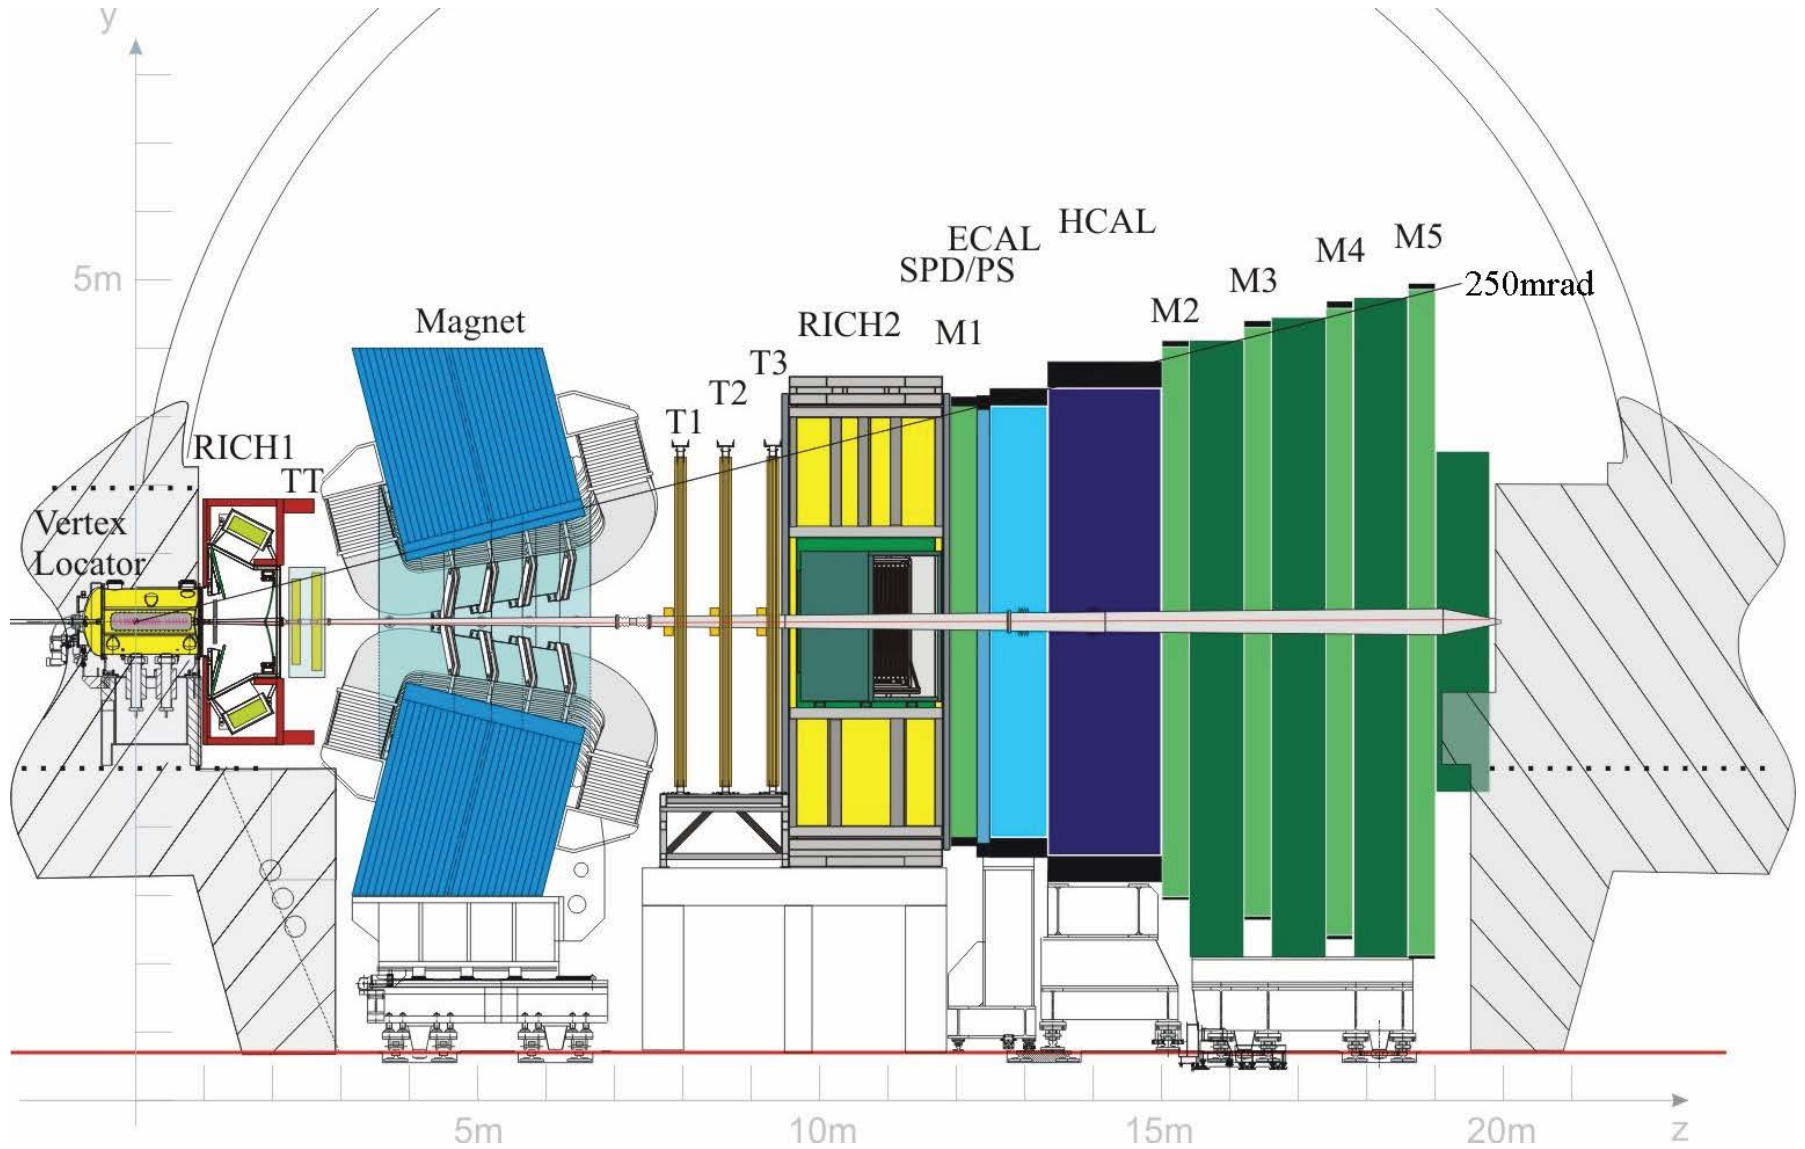 y
5m
Vertex
Locator
RICH1
TT
Magnet
T1
T2
T3
RICH2
M1
SPD/PS
ECAL
HCAL
M2
M3
M4
M5
250mrad
5m
10m
15m
20m
z